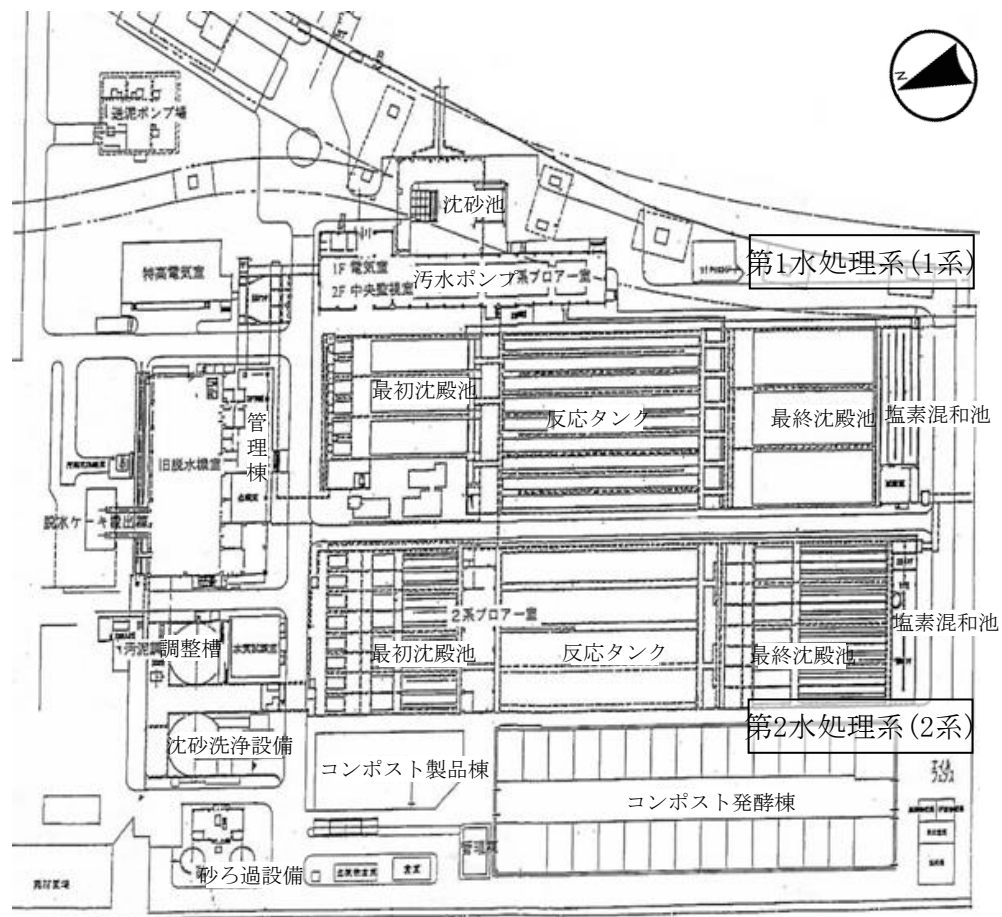 N
送泥ポンプ場
沈砂池
特高電気室
1F 電気室
2F 中央監視室
汚水ポンプ
系ブロアー室
第1水処理系(1系)
最初沈殿池
反応タンク
最終沈殿池
塩素混和池
管理棟
旧脱水機室
脱水ケーキ搬出
2系ブロアー室
最初沈殿池
反応タンク
最終沈殿池
塩素混和池
汚泥
調整槽
水質試験室
第2水処理系(2系)
沈砂洗浄設備
コンポスト製品棟
コンポスト発酵棟
管理
砂ろ過設備